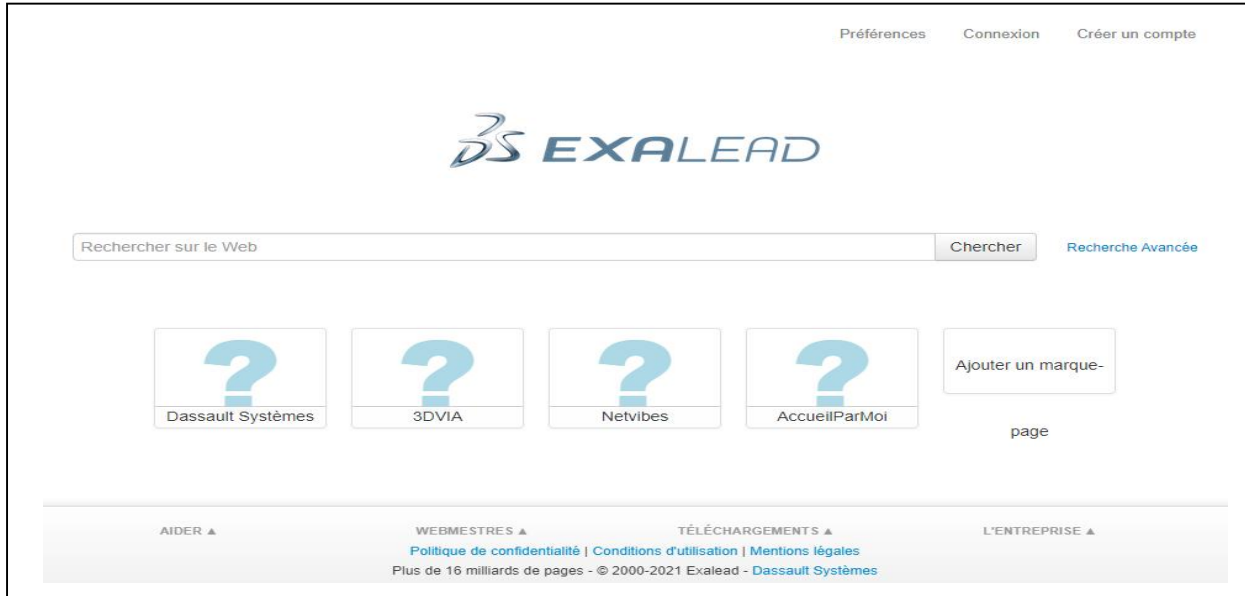 Préférences Connexion Créer un compte
3DS EXALEAD
Rechercher sur le Web Chercher Recherche Avancée
Dassault Systèmes 3DVIA Netvibes AccueilParMoi Ajouter un marque-
page
AIDER ▲ WEBMESTRES ▲ TÉLÉCHARGEMENTS ▲ L'ENTREPRISE ▲
Politique de confidentialité | Conditions d'utilisation | Mentions légales
Plus de 16 milliards de pages - © 2000-2021 Exalead - Dassault Systèmes